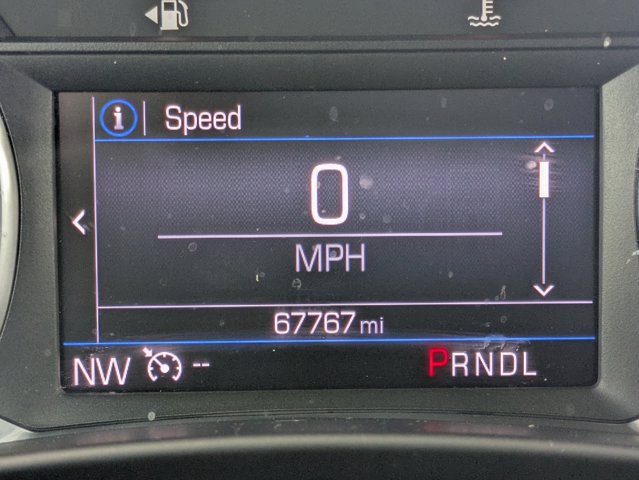 i Speed
0
MPH
67767 mi
NW --
PRNDL